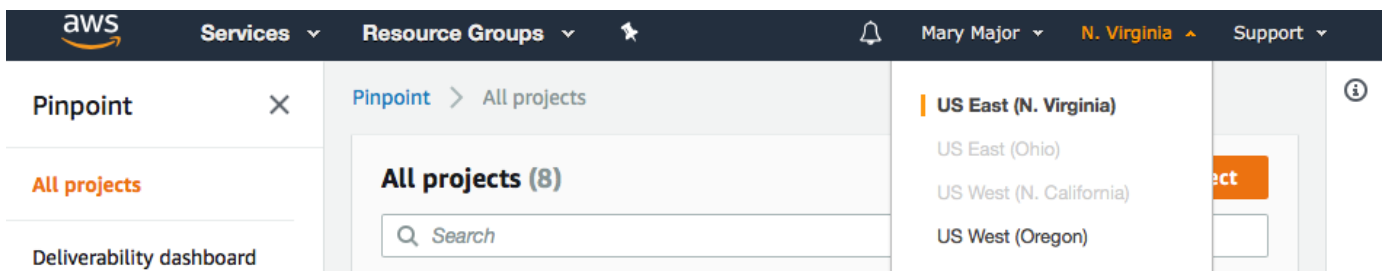 aws Services Resource Groups Mary Major N. Virginia Support
Pinpoint
Pinpoint > All projects
US East (N. Virginia)
US East (Ohio)
All projects
All projects (8)
US West (N. California)
Search
US West (Oregon)
Deliverability dashboard